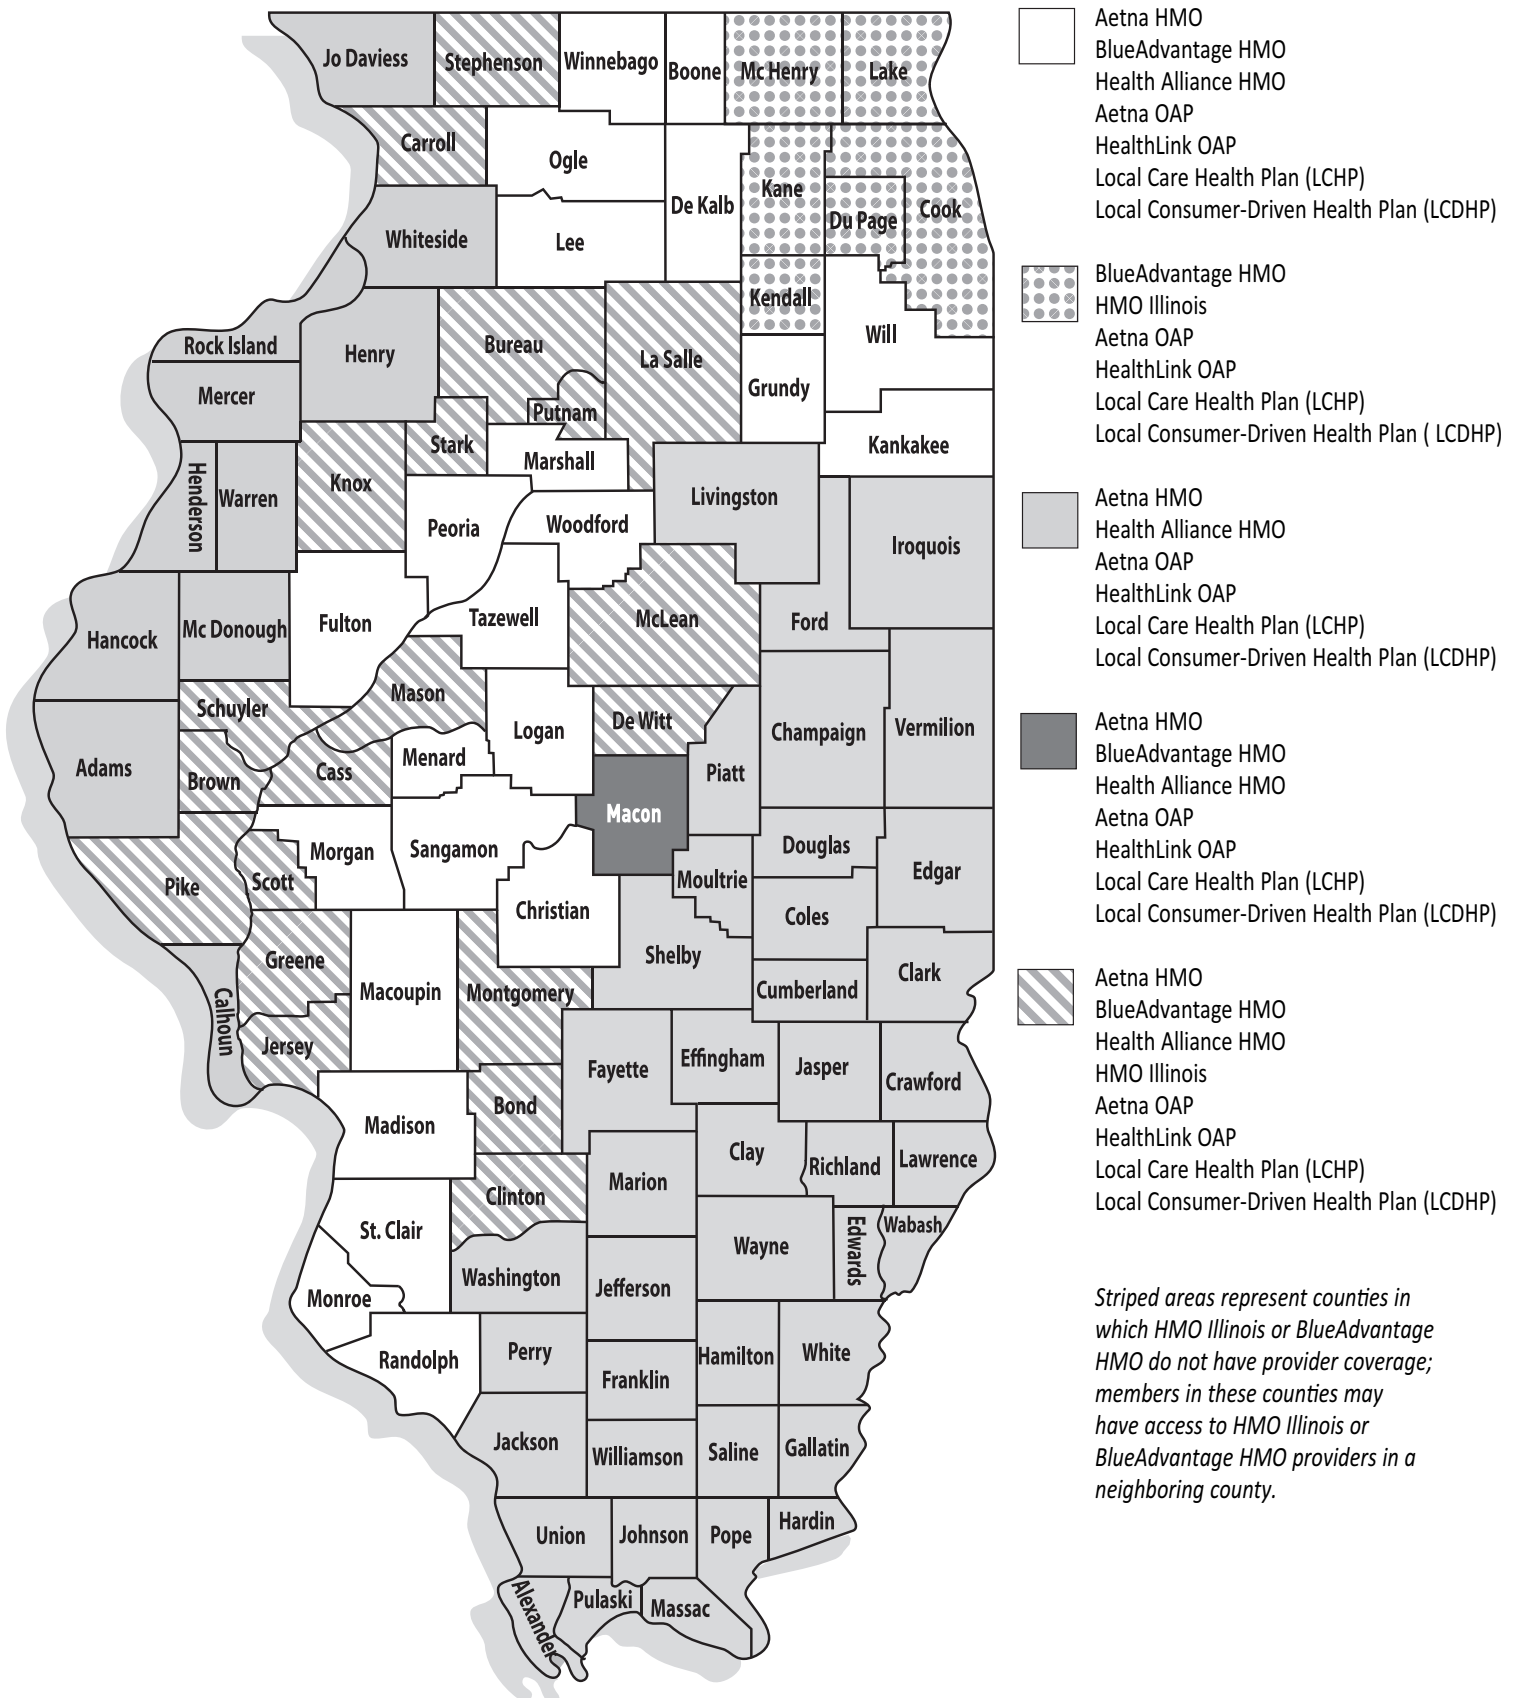 Jo Daviess
Stephenson
Winnebago
Boone
Mc Henry
Lake
Carroll
Ogle
De Kalb
Kane
Du Page
Cook
Whiteside
Lee
Kendall
Will
Rock Island
Henry
Bureau
La Salle
Grundy
Mercer
Putnam
Kankakee
Stark
Marshall
Henderson
Warren
Knox
Peoria
Woodford
Livingston
Iroquois
Hancock
Mc Donough
Fulton
Tazewell
McLean
Ford
Schuyler
Mason
Logan
De Witt
Champaign
Vermilion
Adams
Brown
Cass
Menard
Piatt
Macon
Pike
Scott
Morgan
Sangamon
Douglas
Edgar
Moultrie
Christian
Coles
Shelby
Greene
Macoupin
Montgomery
Cumberland
Clark
Calhoun
Jersey
Fayette
Effingham
Jasper
Crawford
Madison
Bond
Clay
Richland
Lawrence
Clinton
Marion
St. Clair
Wayne
Edwards
Wabash
Washington
Jefferson
Monroe
Randolph
Perry
Franklin
Hamilton
White
Jackson
Williamson
Saline
Gallatin
Union
Johnson
Pope
Hardin
Alexander
Pulaski
Massac
Aetna HMO
BlueAdvantage HMO
Health Alliance HMO
Aetna OAP
HealthLink OAP
Local Care Health Plan (LCHP)
Local Consumer-Driven Health Plan (LCDHP)
BlueAdvantage HMO
HMO Illinois
Aetna OAP
HealthLink OAP
Local Care Health Plan (LCHP)
Local Consumer-Driven Health Plan ( LCDHP)
Aetna HMO
Health Alliance HMO
Aetna OAP
HealthLink OAP
Local Care Health Plan (LCHP)
Local Consumer-Driven Health Plan (LCDHP)
Aetna HMO
BlueAdvantage HMO
Health Alliance HMO
Aetna OAP
HealthLink OAP
Local Care Health Plan (LCHP)
Local Consumer-Driven Health Plan (LCDHP)
Aetna HMO
BlueAdvantage HMO
Health Alliance HMO
HMO Illinois
Aetna OAP
HealthLink OAP
Local Care Health Plan (LCHP)
Local Consumer-Driven Health Plan (LCDHP)
Striped areas represent counties in
which HMO Illinois or BlueAdvantage
HMO do not have provider coverage;
members in these counties may
have access to HMO Illinois or
BlueAdvantage HMO providers in a
neighboring county.